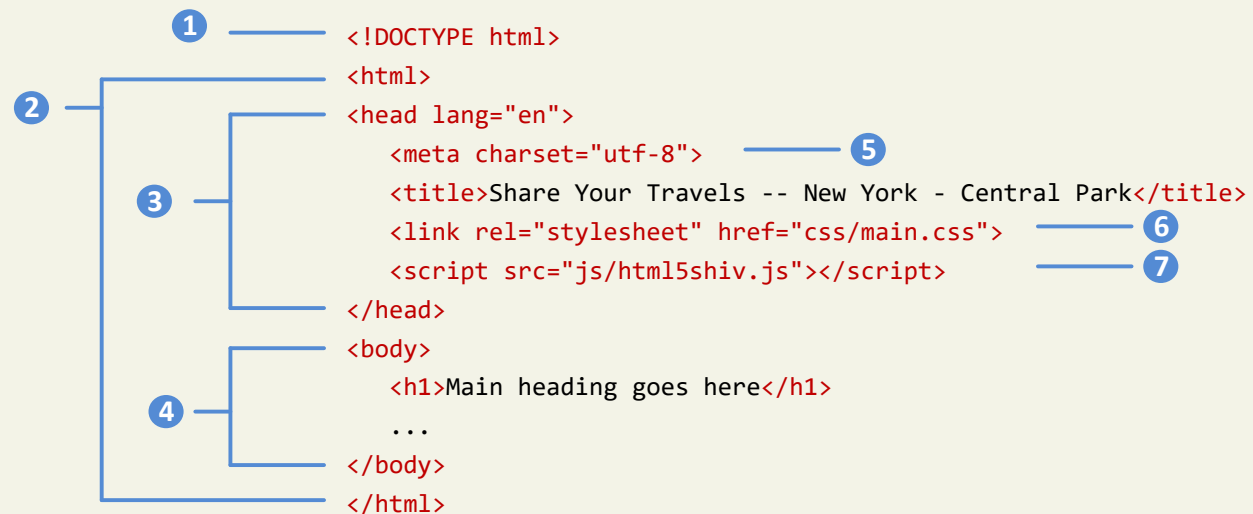 1 <!DOCTYPE html>
<html>
2 <head lang="en">
<meta charset="utf-8"> 5
3 <title>Share Your Travels -- New York - Central Park</title>
<link rel="stylesheet" href="css/main.css"> 6
<script src="js/html5shiv.js"></script> 7
</head>
<body>
<h1>Main heading goes here</h1>
4 ...
</body>
</html>